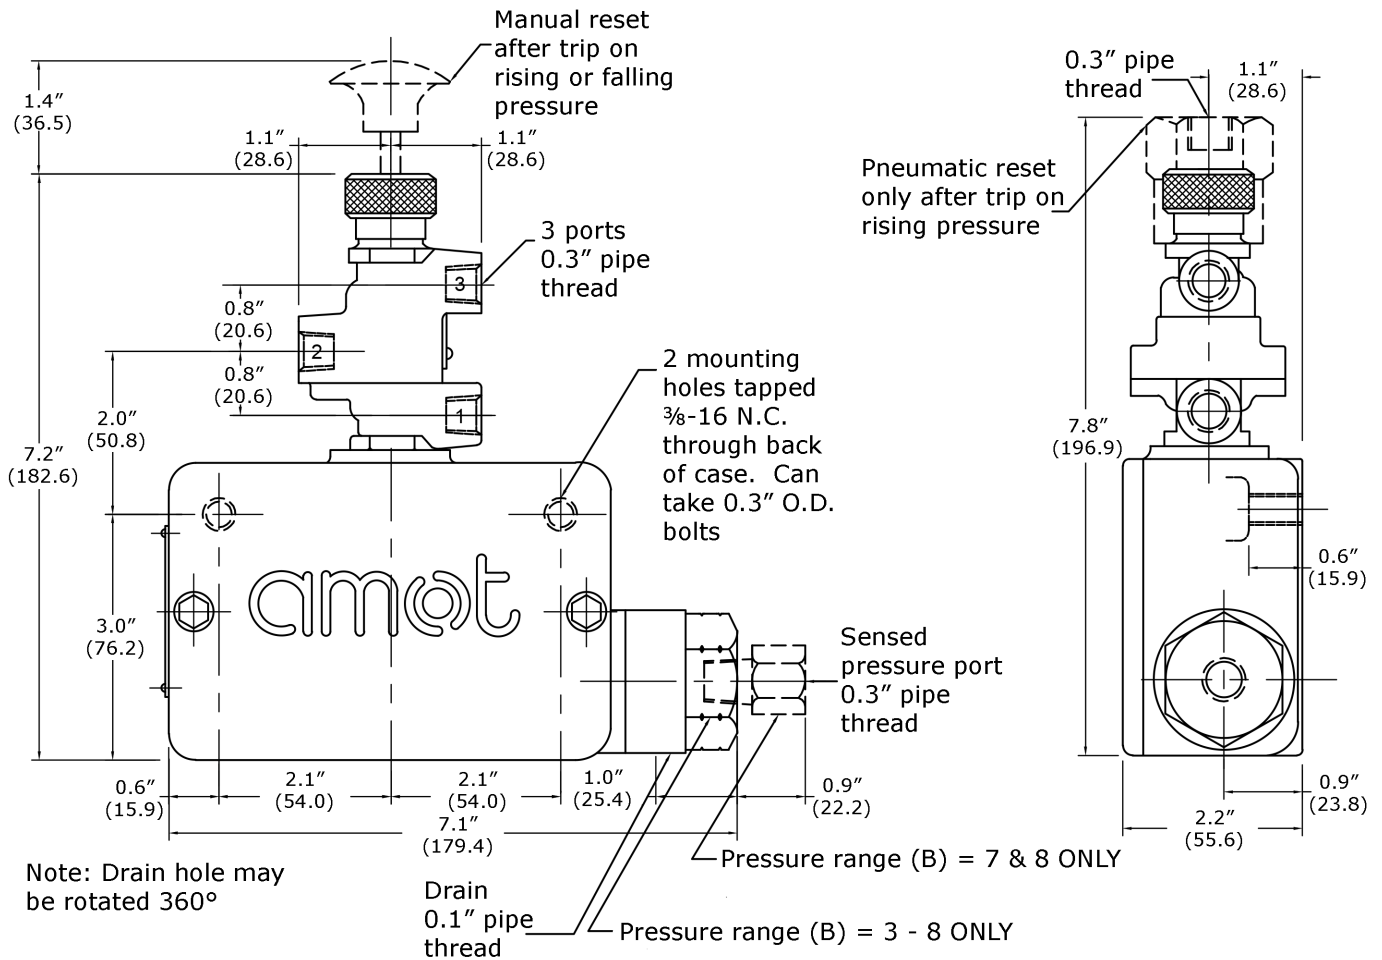 Manual reset
after trip on
rising or falling
pressure
1.4″
(36.5)
1.1″
(28.6)
1.1″
(28.6)
3 ports
0.3″ pipe
thread
3
0.8″
(20.6)
2
0.8″
(20.6)
1
2.0″
(50.8)
7.2″
(182.6)
2 mounting
holes tapped
⅜-16 N.C.
through back
of case.  Can
take 0.3″ O.D.
bolts
amot
3.0″
(76.2)
Sensed
pressure port
0.3″ pipe
thread
0.6″
(15.9)
2.1″
(54.0)
2.1″
(54.0)
1.0″
(25.4)
0.9″
(22.2)
7.1″
(179.4)
Pressure range (B) = 7 & 8 ONLY
Note: Drain hole may
be rotated 360°
Drain
0.1″ pipe
thread
Pressure range (B) = 3 - 8 ONLY
0.3″ pipe
thread
1.1″
(28.6)
Pneumatic reset
only after trip on
rising pressure
7.8″
(196.9)
0.6″
(15.9)
0.9″
(23.8)
2.2″
(55.6)